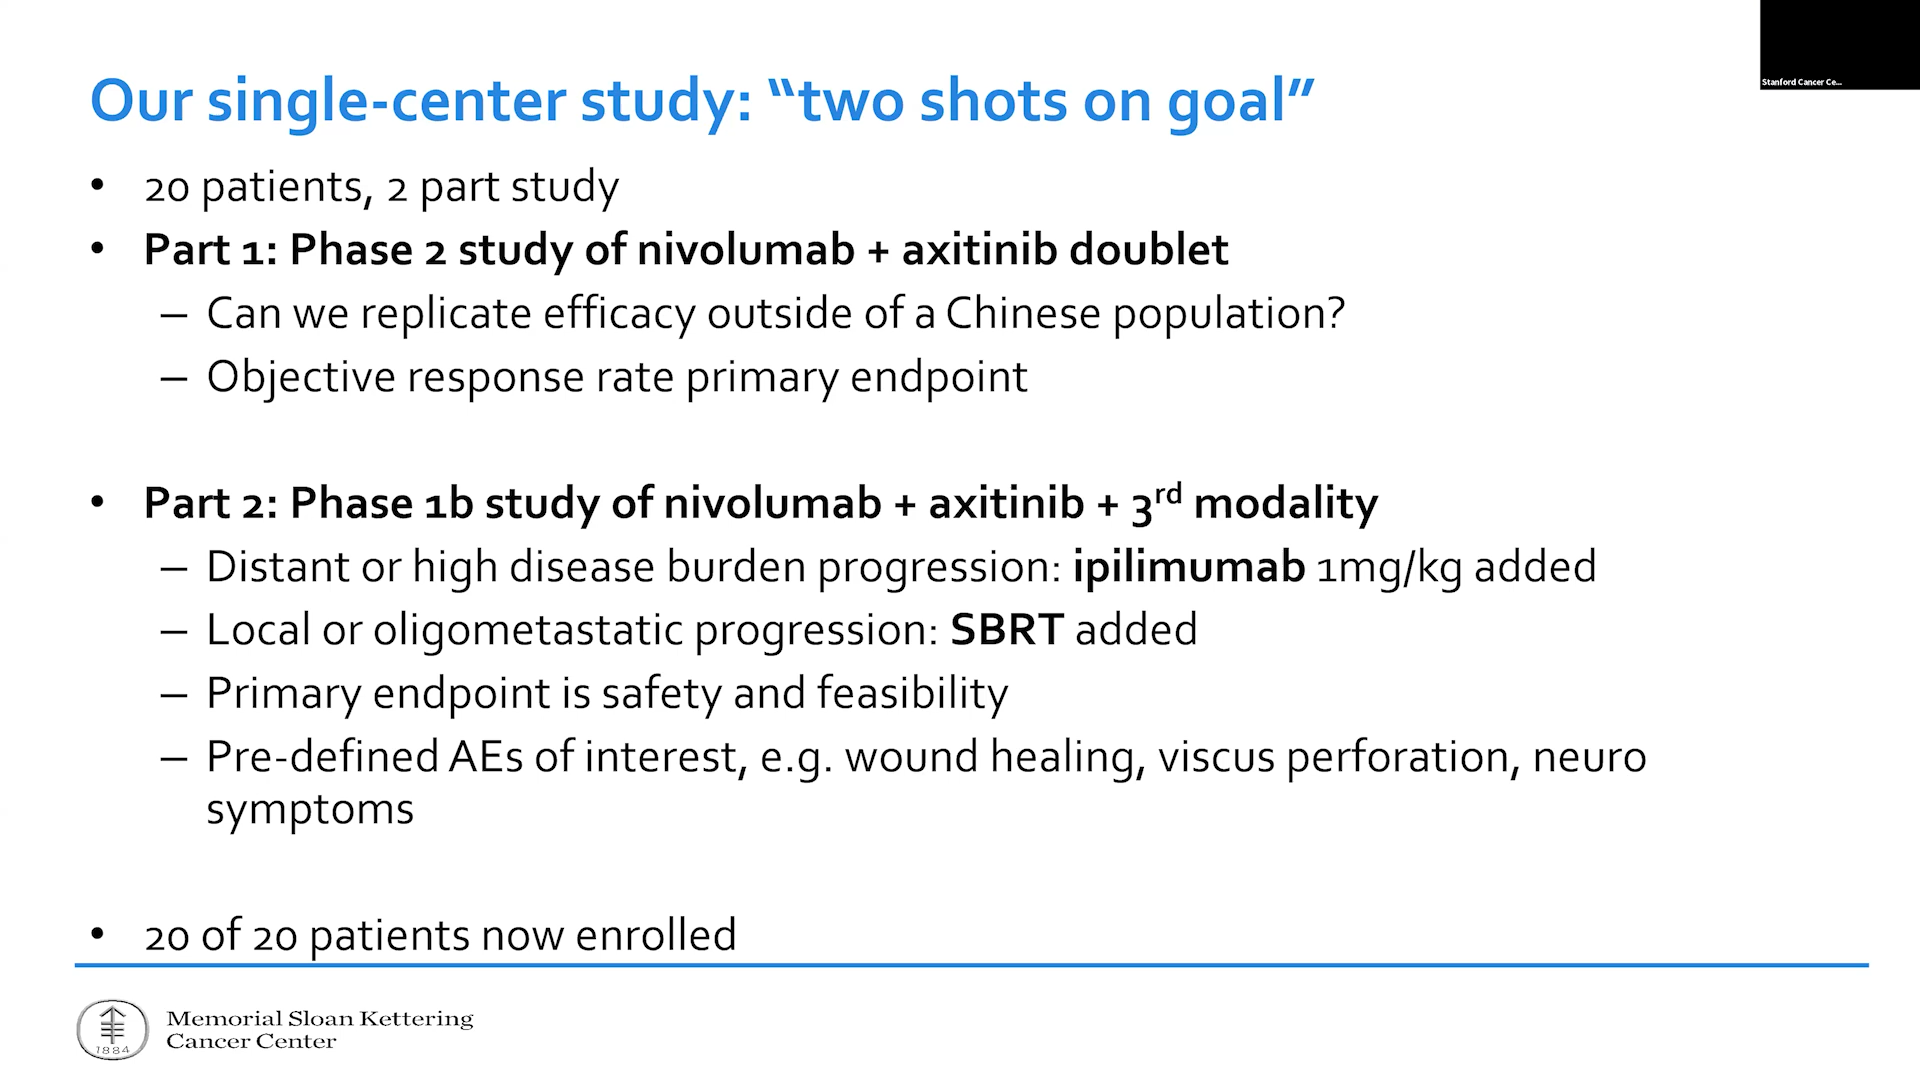 Stanford Cancer Ce...
Our single-center study: “two shots on goal”
• 20 patients, 2 part study
• Part 1: Phase 2 study of nivolumab + axitinib doublet
– Can we replicate efficacy outside of a Chinese population?
– Objective response rate primary endpoint
• Part 2: Phase 1b study of nivolumab + axitinib + 3rd modality
– Distant or high disease burden progression: ipilimumab 1mg/kg added
– Local or oligometastatic progression: SBRT added
– Primary endpoint is safety and feasibility
– Pre-defined AEs of interest, e.g. wound healing, viscus perforation, neuro
symptoms
• 20 of 20 patients now enrolled
1884
Memorial Sloan Kettering
Cancer Center